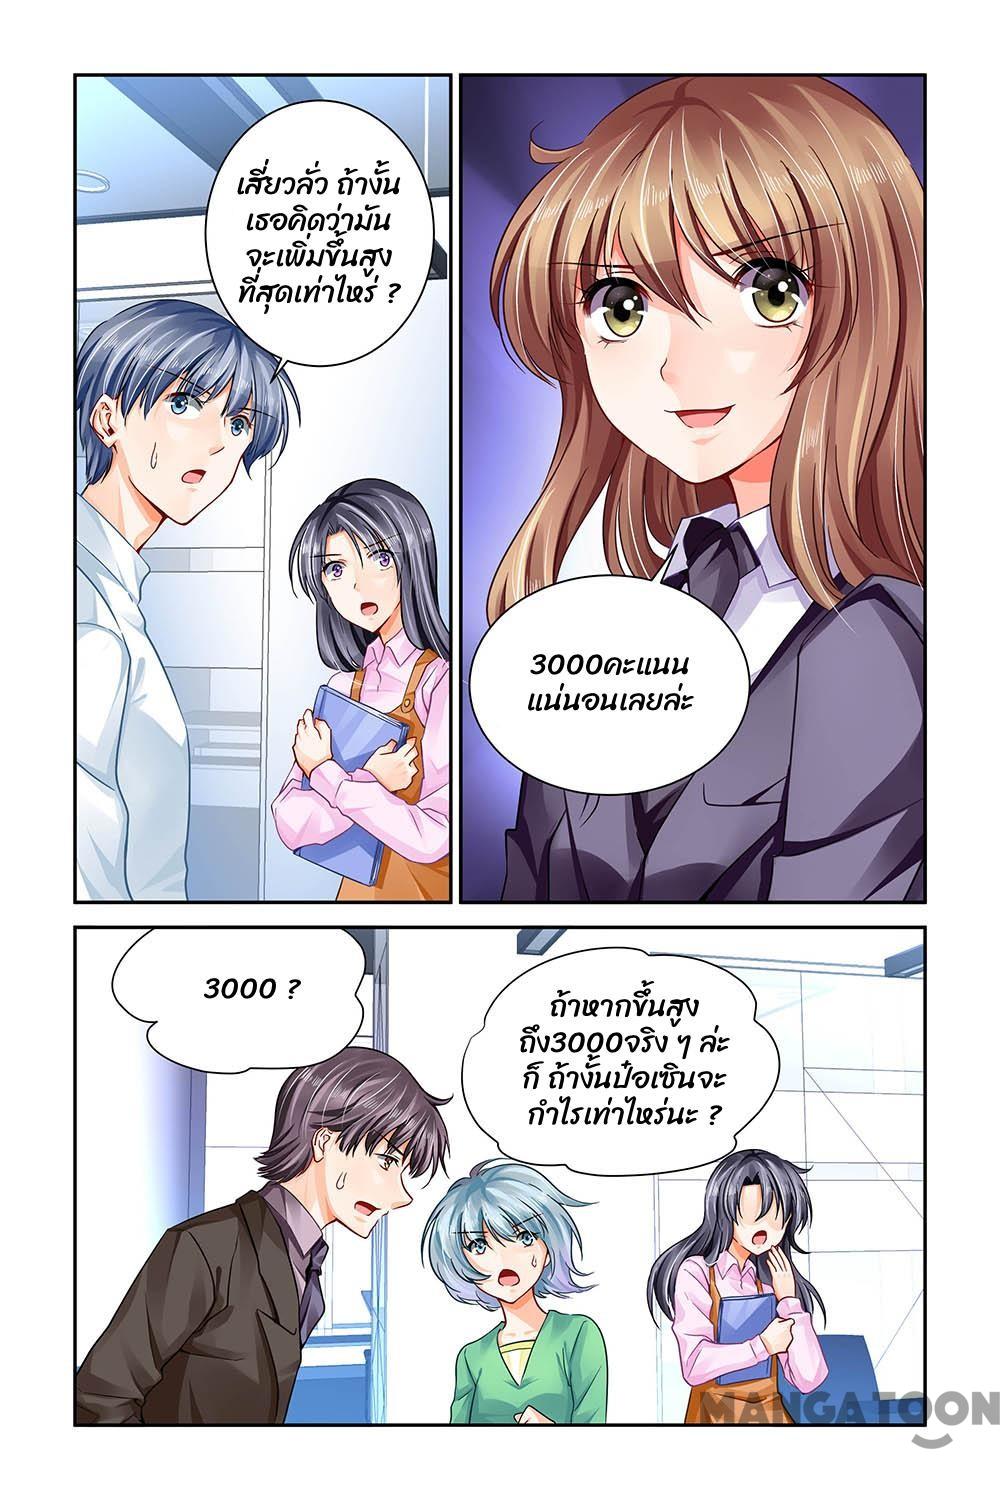 เสี่ยวลั่ว ถ้างั้น
เธอคิดว่ามัน
จะเพิ่มขึ้นสูง
ที่สุดเท่าไหร่ ?
3000คะแนน
แน่นอนเลยล่ะ
3000 ?
ถ้าหากขึ้นสูง
ถึง3000จริง ๆ ล่ะ
ก็ ถ้างั้นป๋อเซินจะ
กำไรเท่าไหร่นะ ?
MANGATOON